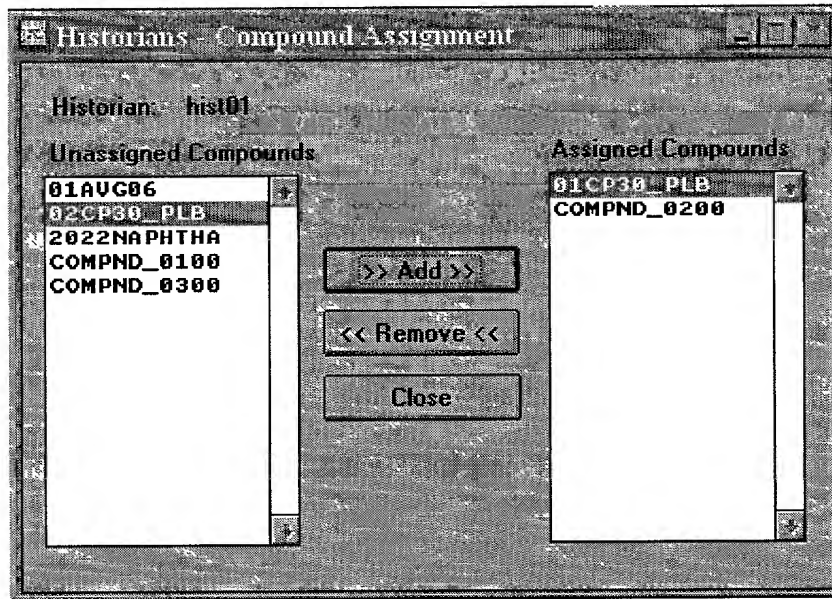 Historians - Compound Assignment
Historian: hist01
Unassigned Compounds
01AVG06
02CP30_PLB
2022NAPHTHA
COMPND_0100
COMPND_0300
>> Add >>
<< Remove <<
Close
Assigned Compounds
01CP30_PLB
COMPND_0200